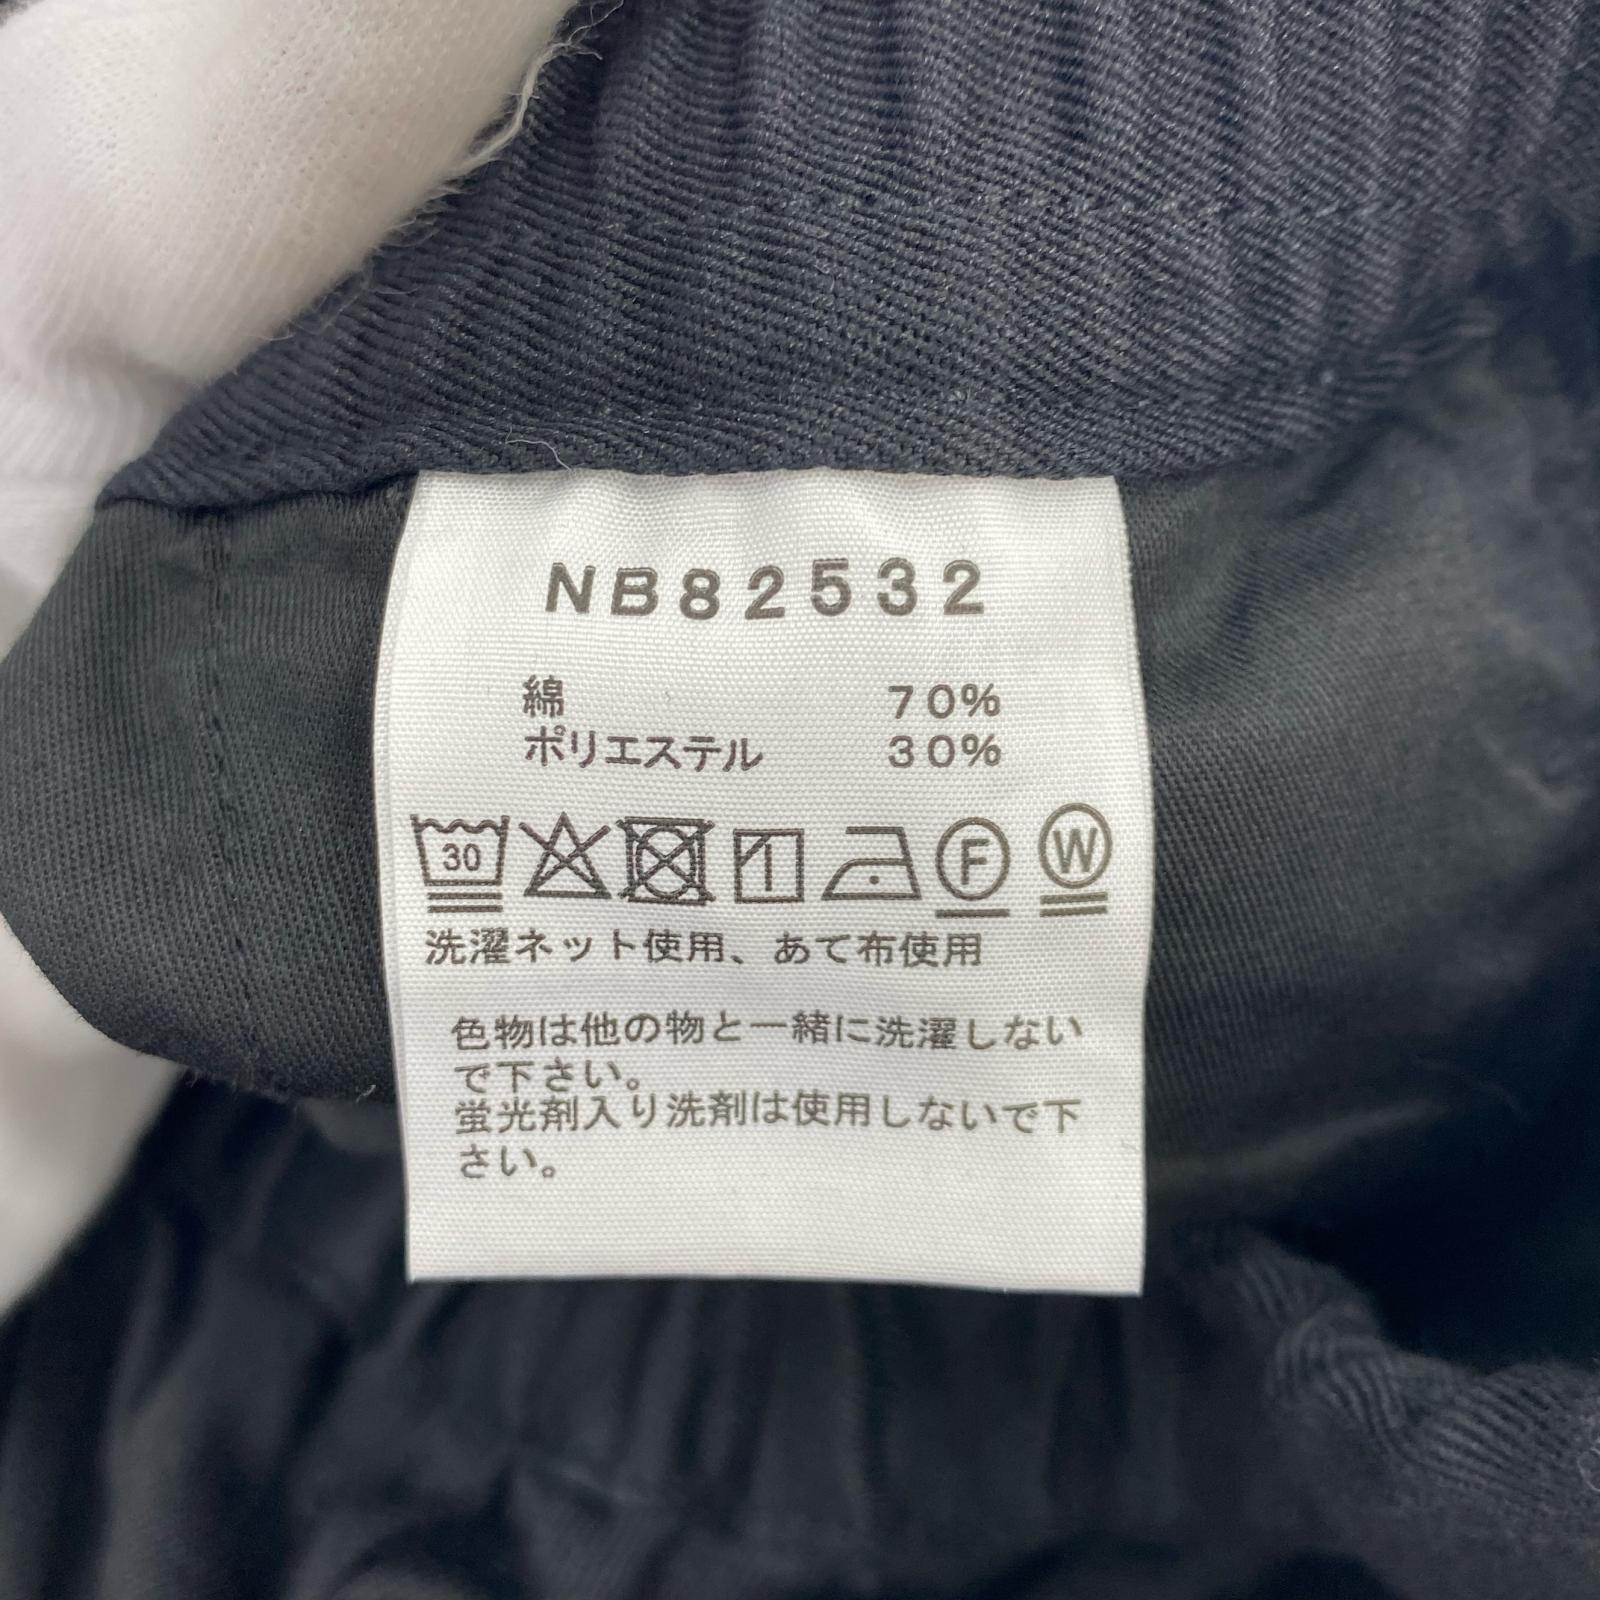 NB82532
綿 70%
ポリエステル 30%
30 F W
洗濯ネット使用、あて布使用
色物は他の物と一緒に洗濯しない
で下さい。
蛍光剤入り洗剤は使用しないで下
さい。